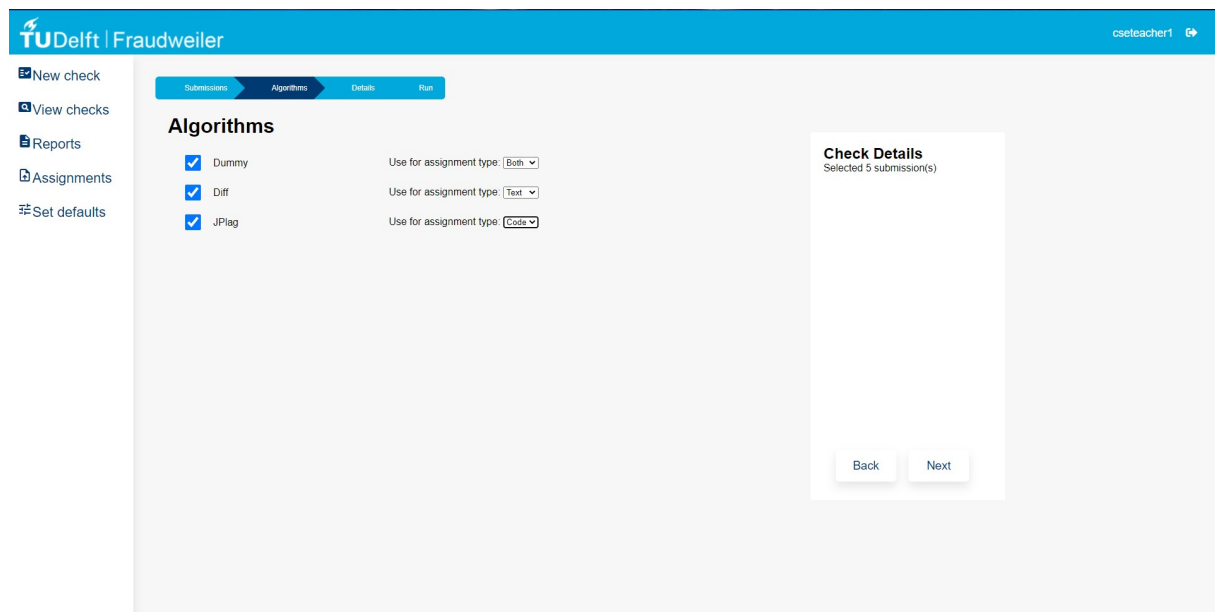 TUDelft | Fraudweiler
cseteacher1
New check
View checks
Reports
Assignments
Set defaults
Submissions Algorithms Details Run
Algorithms
Dummy Use for assignment type: Both
Diff Use for assignment type: Text
JPlag Use for assignment type: Code
Check Details
Selected 5 submission(s)
Back Next